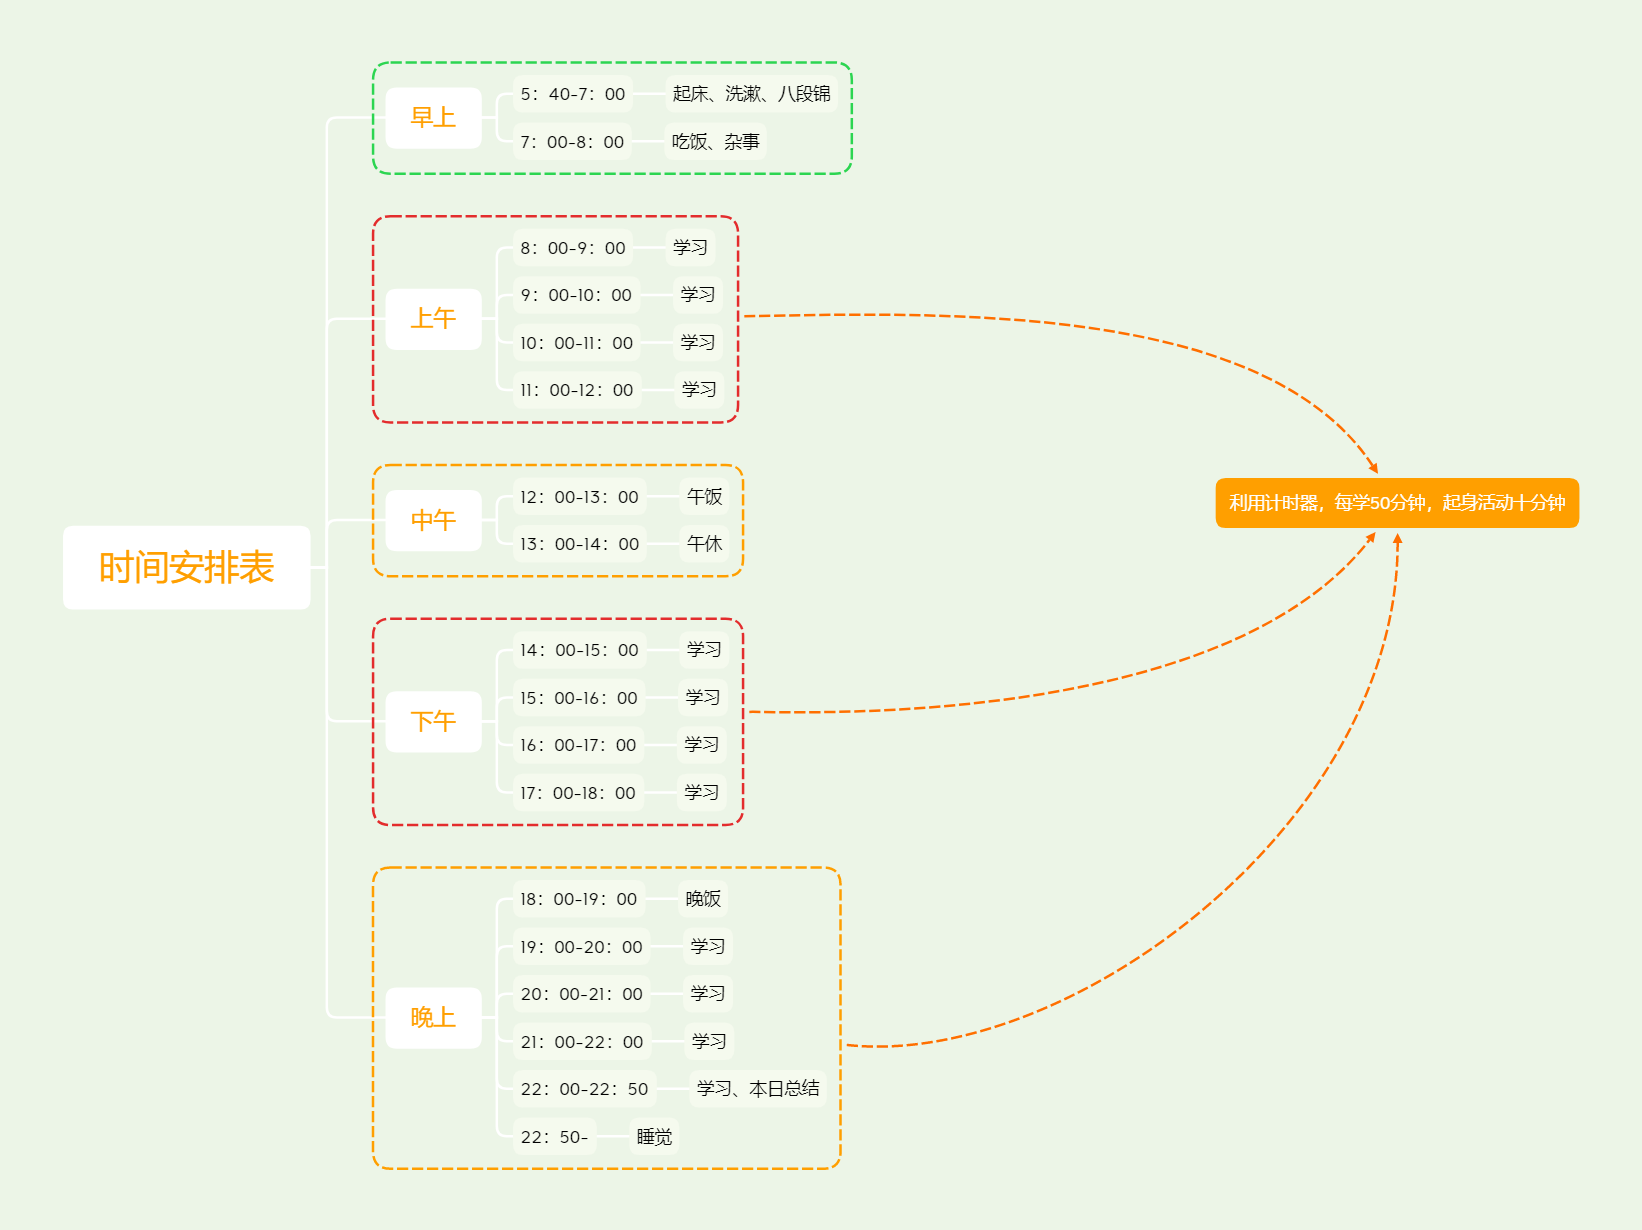 时间安排表
早上
5：40-7：00 起床、洗漱、八段锦
7：00-8：00 吃饭、杂事
上午
8：00-9：00 学习
9：00-10：00 学习
10：00-11：00 学习
11：00-12：00 学习
中午
12：00-13：00 午饭
13：00-14：00 午休
下午
14：00-15：00 学习
15：00-16：00 学习
16：00-17：00 学习
17：00-18：00 学习
晚上
18：00-19：00 晚饭
19：00-20：00 学习
20：00-21：00 学习
21：00-22：00 学习
22：00-22：50 学习、本日总结
22：50- 睡觉
利用计时器，每学50分钟，起身活动十分钟